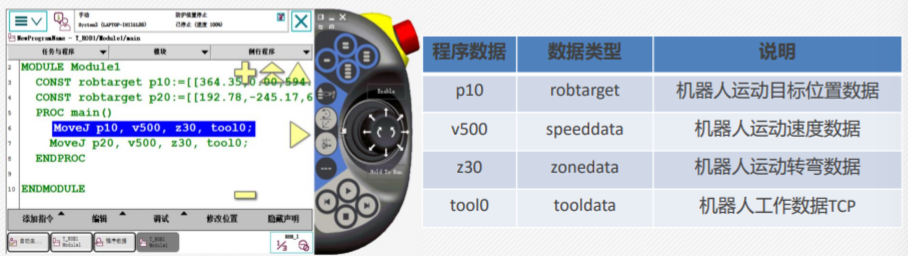 手动
System2 (LAPTOP-19I5ILDG)
防护装置停止
已停止 (速度 100%)
NewProgramName - T_ROB1/Module1/main
任务与程序
模块
例行程序
1
MODULE Module1
2
CONST robtarget p10:=[[364.35,0.00,594.
3
CONST robtarget p20:=[[192.78,-245.17,6
4
PROC main()
5
MoveJ p10, v500, z30, tool0;
6
MoveJ p20, v500, z30, tool0;
7
ENDPROC
8
9
10 ENDMODULE
添加指令
编辑
调试
修改位置
隐藏声明
T_ROB1
Module1
程序数据
T_ROB1
Module1
ROB_1
1/3
Enable
Hold To Run
程序数据 数据类型 说明
p10 robtarget 机器人运动目标位置数据
v500 speeddata 机器人运动速度数据
z30 zonedata 机器人运动转弯数据
tool0 tooldata 机器人工作数据TCP